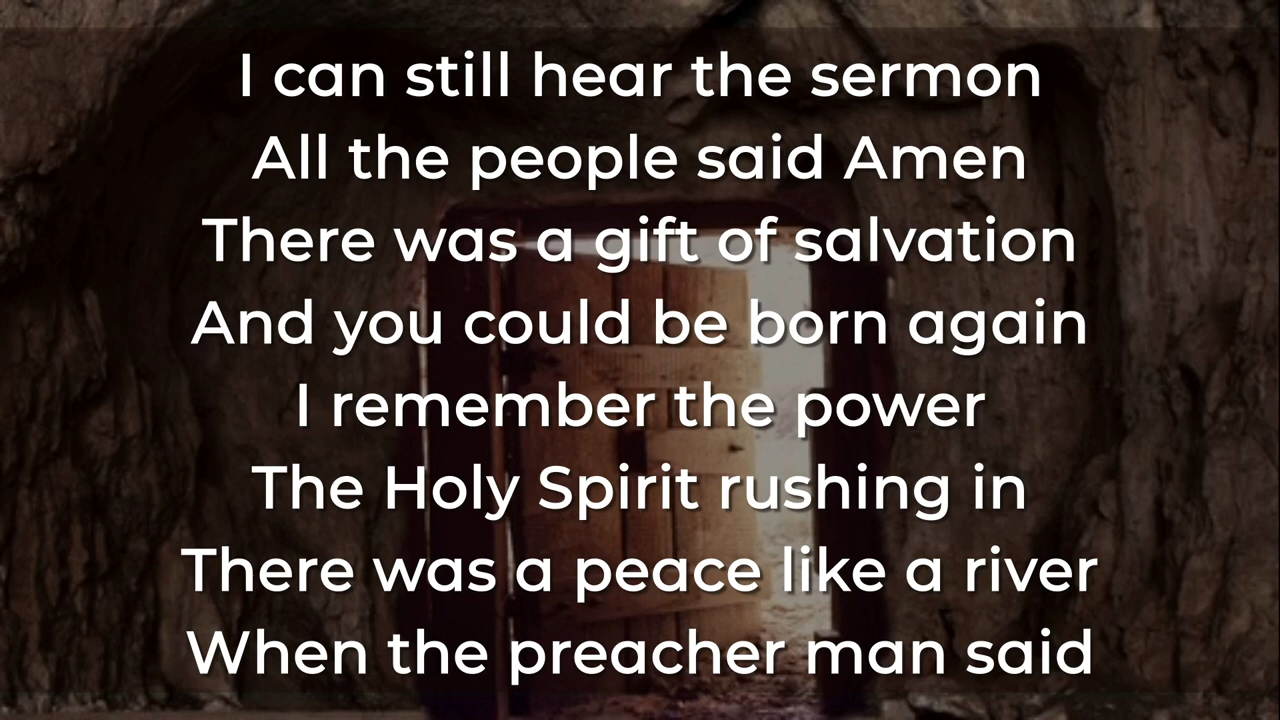 I can still hear the sermon
All the people said Amen
There was a gift of salvation
And you could be born again
I remember the power
The Holy Spirit rushing in
There was a peace like a river
When the preacher man said